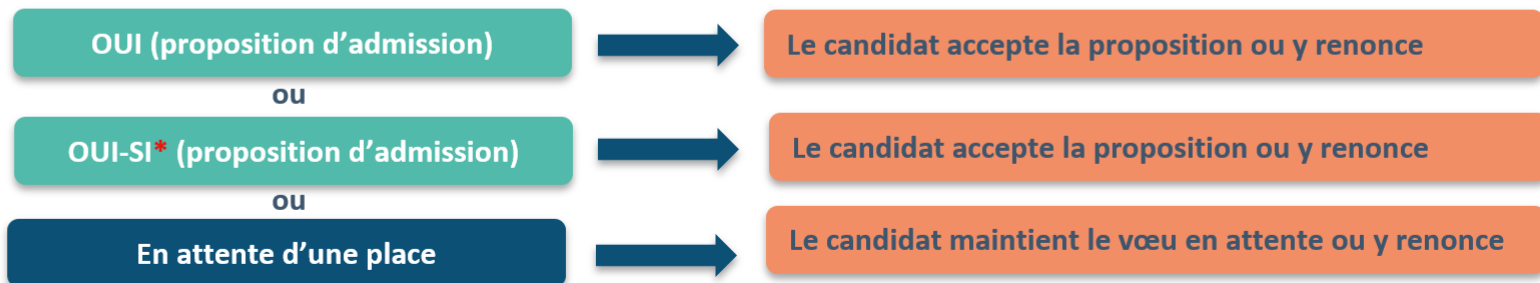 OUI (proposition d'admission)
Le candidat accepte la proposition ou y renonce
ou
OUI-SI* (proposition d'admission)
Le candidat accepte la proposition ou y renonce
ou
En attente d'une place
Le candidat maintient le vœu en attente ou y renonce